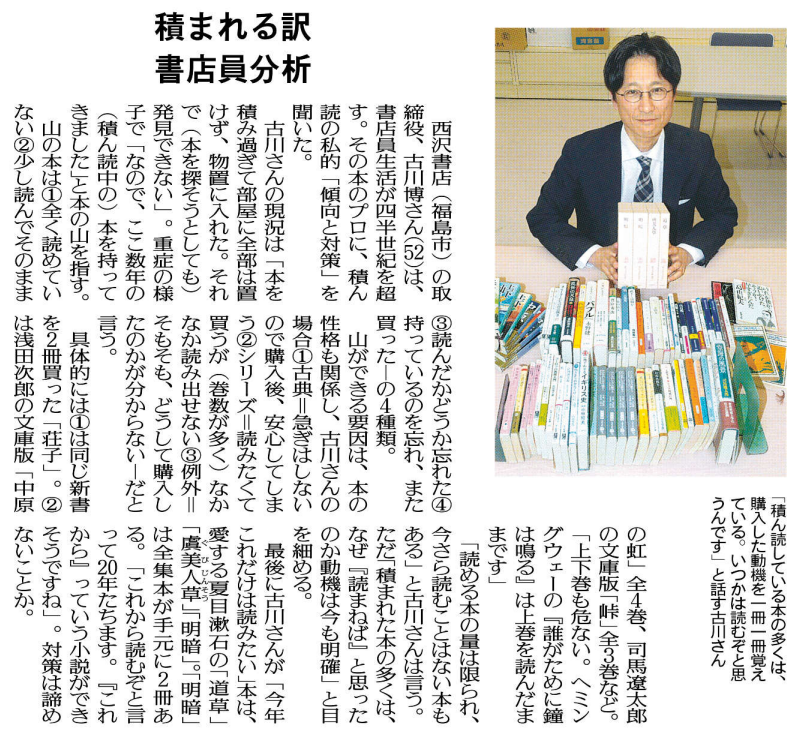 積まれる訳
書店員分析
西沢書店（福島市）の取
締役、古川博さん(52)は、
書店員生活が四半世紀を超
す。その本のプロに、積ん
読の私的「傾向と対策」を
聞いた。
古川さんの現況は「本を
積み過ぎて部屋に全部は置
けず、物置に入れた。それ
で（本を探そうとしても）
発見できない」。重症の様
子で「なので、ここ数年の
（積ん読中の）本を持って
きました」と本の山を指す。
山の本は①全く読めてい
ない②少し読んでそのまま
③読んだかどうか忘れた④
持っているのを忘れ、また
買った―の４種類。
山ができる要因は、本の
性格も関係し、古川さんの
場合①古典＝急ぎはしない
ので購入後、安心してしま
う②シリーズ＝読みたくて
買うが（巻数が多く）なか
なか読み出せない③例外＝
そもそも、どうして購入し
たのかが分からない―だと
言う。
具体的には①は同じ新書
を２冊買った「荘子」。②
は浅田次郎の文庫版「中原
の虹」全４巻、司馬遼太郎
の文庫版「峠」全３巻など。
「上下巻も危ない。ヘミン
グウェーの『誰がために鐘
は鳴る』は上巻を読んだま
まです」
「読める本の量は限られ、
今さら読むことはない本も
ある」と古川さんは言う。
ただ「積まれた本の多くは、
なぜ『読まねば』と思った
のか動機は今も明確」と目
を細める。
最後に古川さんが「今年
これだけは読みたい」本は、
愛する夏目漱石の「道草」
「虞美人草」「明暗」。「明暗」
ぐびじんそう
は全集本が手元に２冊あ
る。「これから読むぞと言
って20年たちます。『これ
から』っていう小説ができ
そうですね」。対策は諦め
ないことか。
「積ん読している本の多くは、
購入した動機を一冊一冊覚え
ている。いつかは読むぞと思
うんです」と話す古川さん
バブル
イギリス史